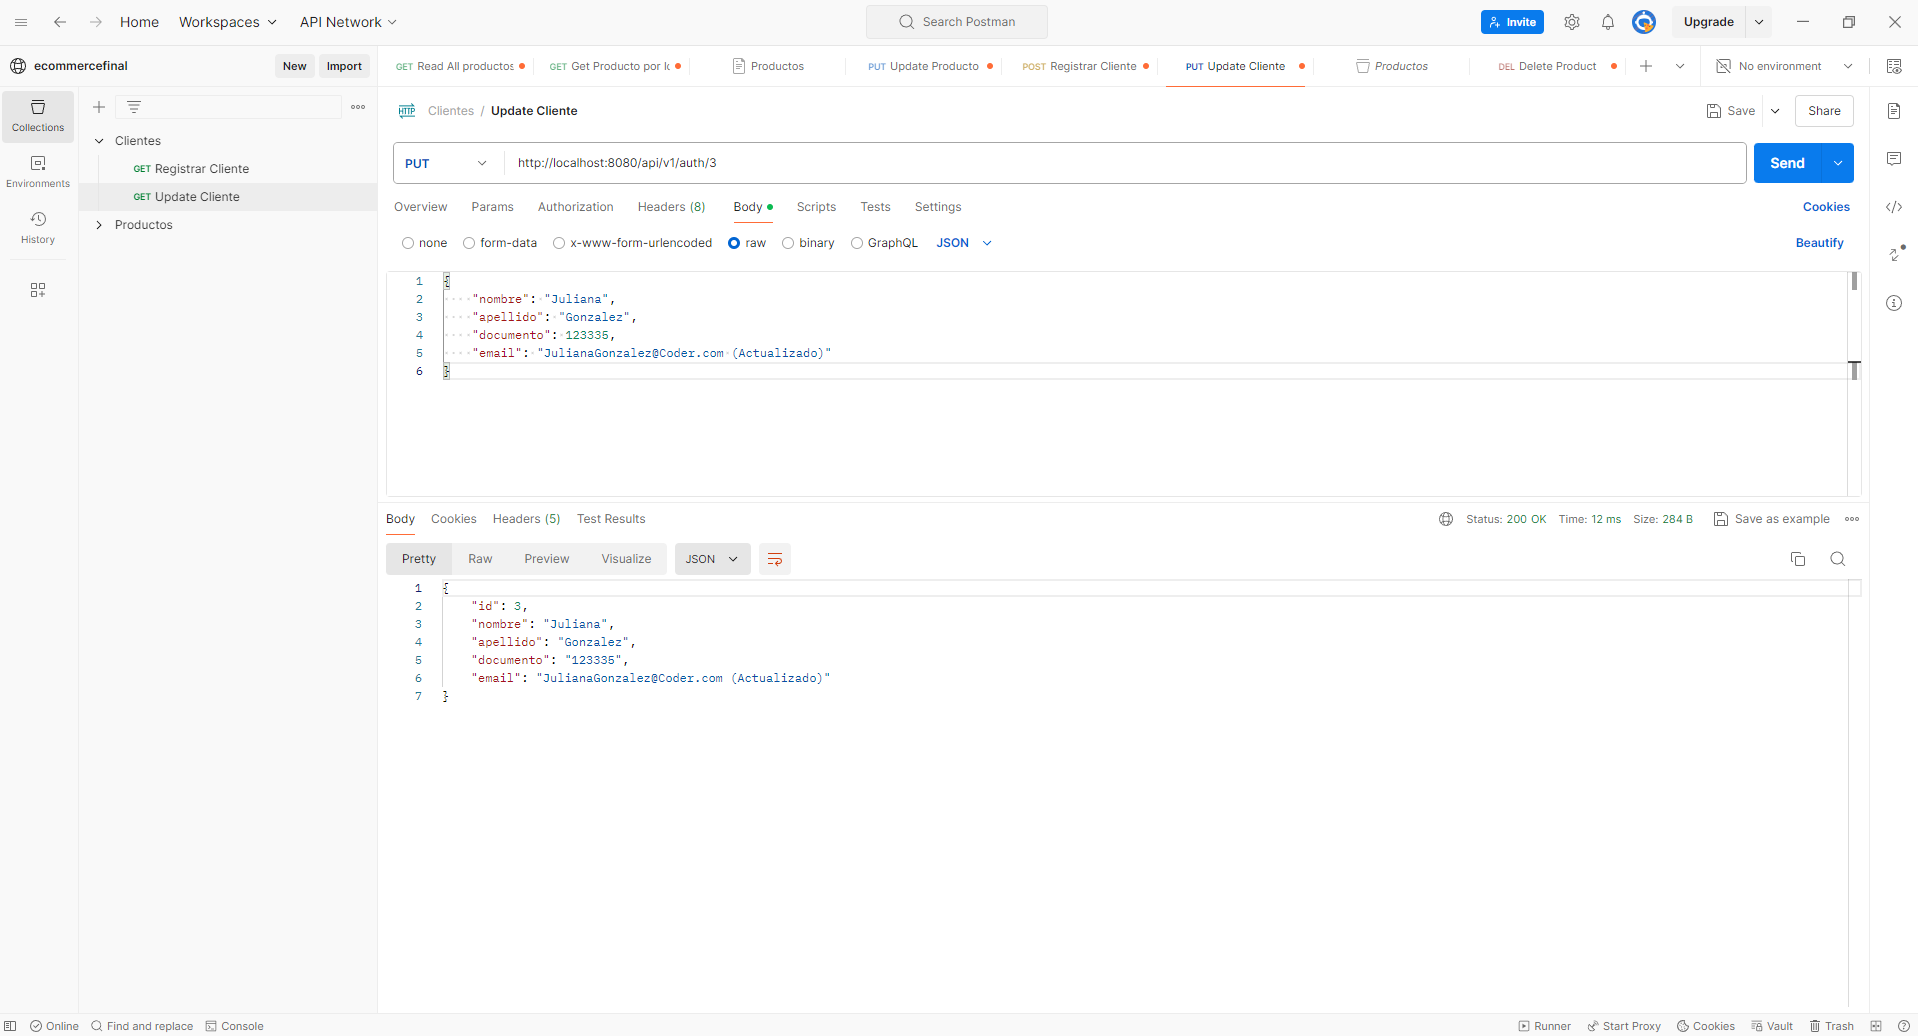 Home Workspaces API Network Search Postman Invite Upgrade
ecommercefinal New Import GET Read All productos GET Get Producto por Ic Productos PUT Update Producto POST Registrar Cliente PUT Update Cliente Productos DEL Delete Product No environment
Collections
Environments
History
Clientes
GET Registrar Cliente
GET Update Cliente
Productos
HTTP Clientes / Update Cliente Save Share
PUT http://localhost:8080/api/v1/auth/3 Send
Overview Params Authorization Headers (8) Body Scripts Tests Settings Cookies
none form-data x-www-form-urlencoded raw binary GraphQL JSON Beautify
1 {
2 "nombre": "Juliana",
3 "apellido": "Gonzalez",
4 "documento": 123335,
5 "email": "JulianaGonzalez@Coder.com (Actualizado)"
6 }
Body Cookies Headers (5) Test Results Status: 200 OK Time: 12 ms Size: 284 B Save as example
Pretty Raw Preview Visualize JSON
1 {
2 "id": 3,
3 "nombre": "Juliana",
4 "apellido": "Gonzalez",
5 "documento": "123335",
6 "email": "JulianaGonzalez@Coder.com (Actualizado)"
7 }
Online Find and replace Console Runner Start Proxy Cookies Vault Trash